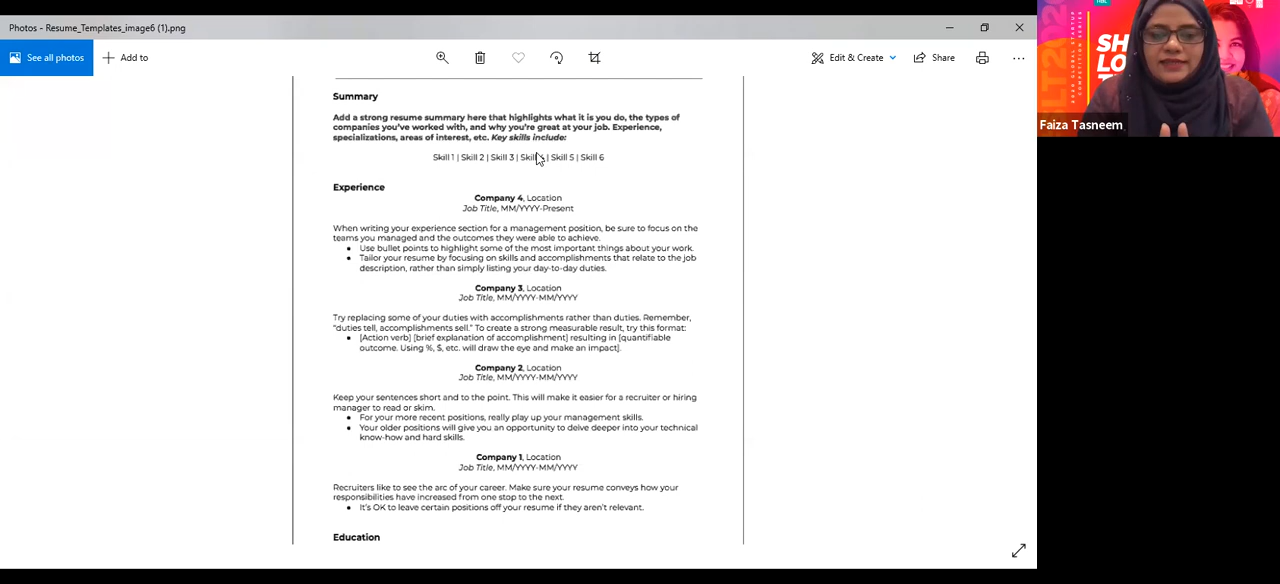 Photos - Resume_Templates_image6 (1).png
See all photos
Add to
Edit & Create
Share
Summary
Add a strong resume summary here that highlights what it is you do, the types of
companies you've worked with, and why you're great at your job. Experience,
specializations, areas of interest, etc. Key skills include:
Skill 1 | Skill 2 | Skill 3 | Skill | Skill 5 | Skill 6
Experience
Company 4, Location
Job Title, MM/YYYY-Present
When writing your experience section for a management position, be sure to focus on the
teams you managed and the outcomes they were able to achieve.
• Use bullet points to highlight some of the most important things about your work.
• Tailor your resume by focusing on skills and accomplishments that relate to the job
description, rather than simply listing your day-to-day duties.
Company 3, Location
Job Title, MM/YYYY-MM/YYYY
Try replacing some of your duties with accomplishments rather than duties. Remember,
"duties tell, accomplishments sell." To create a strong measurable result, try this format:
• [Action verb] [brief explanation of accomplishment] resulting in [quantifiable
outcome. Using %, $, etc. will draw the eye and make an impact].
Company 2, Location
Job Title, MM/YYYY-MM/YYYY
Keep your sentences short and to the point. This will make it easier for a recruiter or hiring
manager to read or skim.
• For your more recent positions, really play up your management skills.
• Your older positions will give you an opportunity to delve deeper into your technical
know-how and hard skills.
Company 1, Location
Job Title, MM/YYYY-MM/YYYY
Recruiters like to see the arc of your career. Make sure your resume conveys how your
responsibilities have increased from one stop to the next.
• It's OK to leave certain positions off your resume if they aren't relevant.
Education
SH
LO
T
Faiza Tasneem